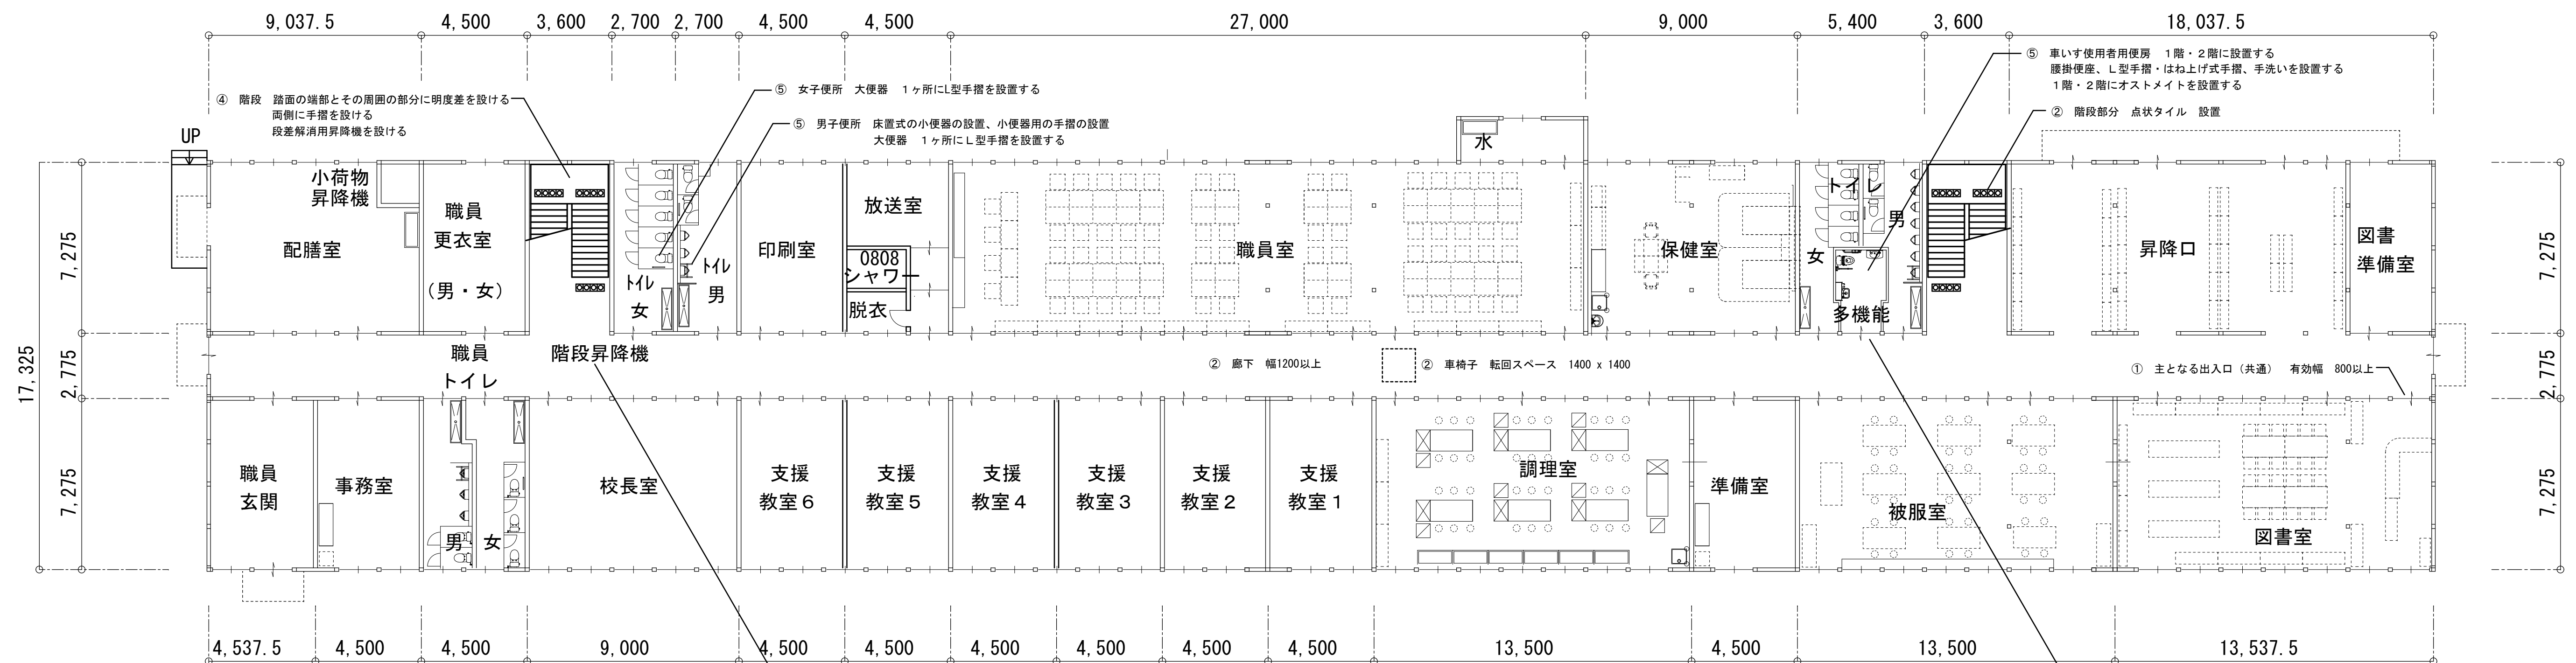 9,037.5 4,500 3,600 2,700 2,700 4,500 4,500 27,000 9,000 5,400 3,600 18,037.5
④ 階段 踏面の端部とその周囲の部分に明度差を設ける
両側に手摺を設ける
段差解消用昇降機を設ける
⑤ 女子便所 大便器 1ヶ所にL型手摺を設置する
⑤ 男子便所 床置式の小便器の設置、小便器用の手摺の設置
大便器 1ヶ所にL型手摺を設置する
⑤ 車いす使用者用便房 1階・2階に設置する
腰掛便座、L型手摺・はね上げ式手摺、手洗いを設置する
1階・2階にオストメイトを設置する
② 階段部分 点状タイル 設置
UP
水
小荷物
昇降機
配膳室
職員
更衣室
(男・女)
トイレ
女
トイレ
男
印刷室
放送室
0808
シャワー
脱衣
職員室
保健室
トイレ
女
男
多機能
昇降口
図書
準備室
17,325
7,275
2,775
7,275
7,275
2,775
7,275
職員
トイレ
階段昇降機
② 廊下 幅1200以上
② 車椅子 転回スペース 1400 x 1400
① 主となる出入口(共通) 有効幅 800以上
職員
玄関
事務室
男
女
校長室
支援
教室6
支援
教室5
支援
教室4
支援
教室3
支援
教室2
支援
教室1
調理室
準備室
被服室
図書室
4,537.5 4,500 4,500 9,000 4,500 4,500 4,500 4,500 4,500 4,500 13,500 4,500 13,500 13,537.5